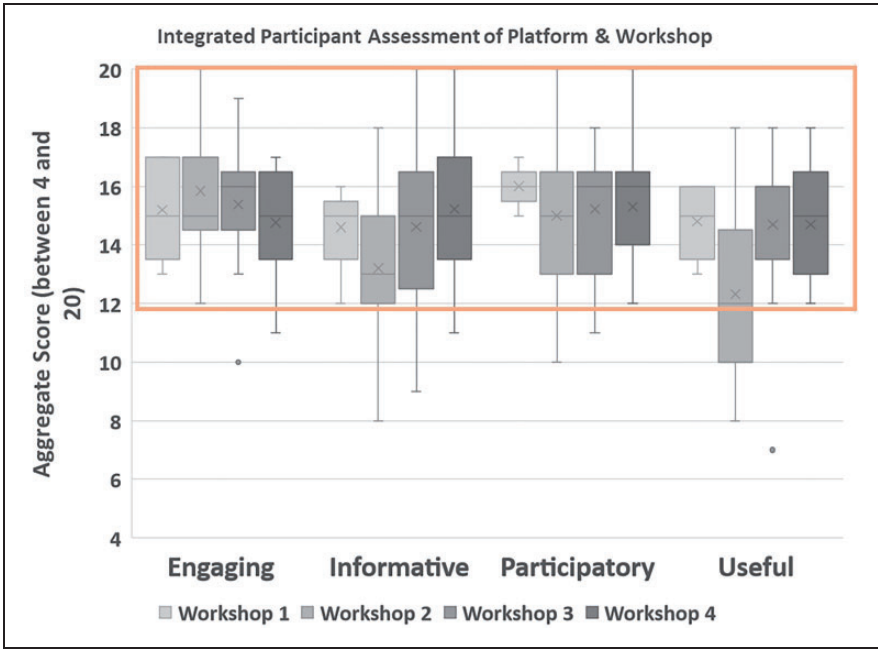 Integrated Participant Assessment of Platform & Workshop
Aggregate Score (between 4 and
20)
20
18
16
14
12
10
8
6
4
Engaging Informative Participatory Useful
Workshop 1 Workshop 2 Workshop 3 Workshop 4